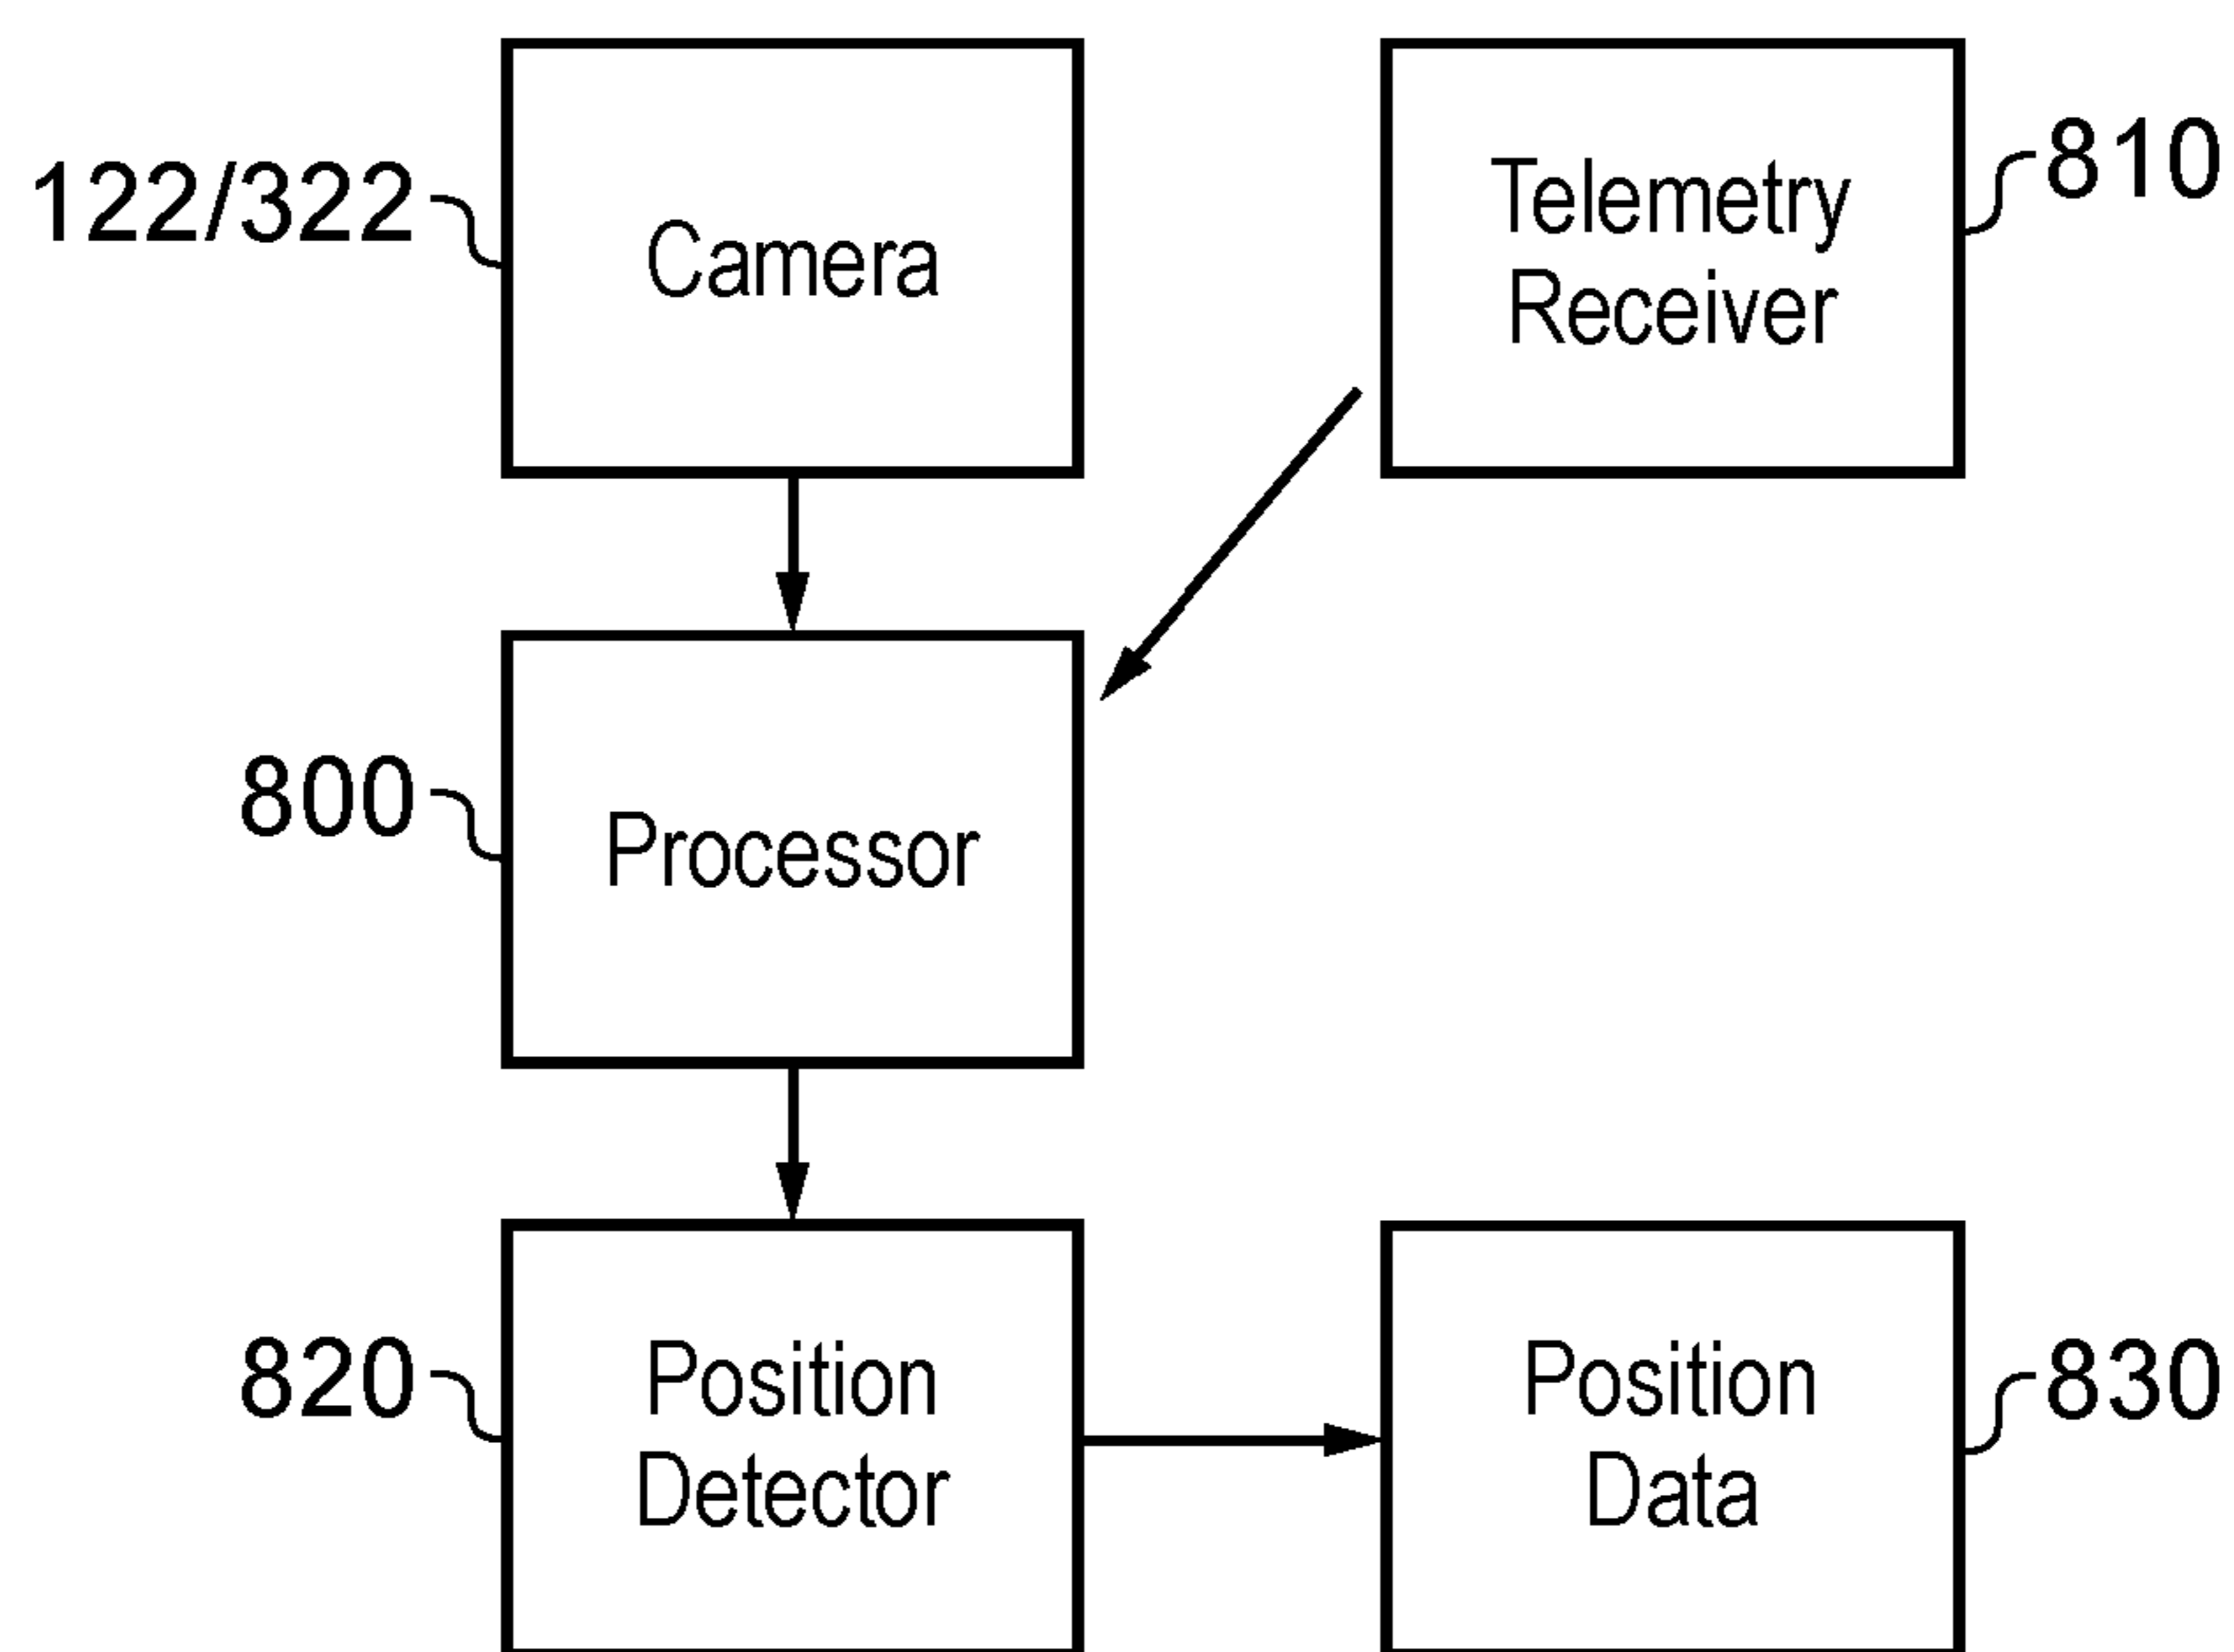 122/322
Camera
Telemetry
Receiver
810
800
Processor
820
Position
Detector
Position
Data
830